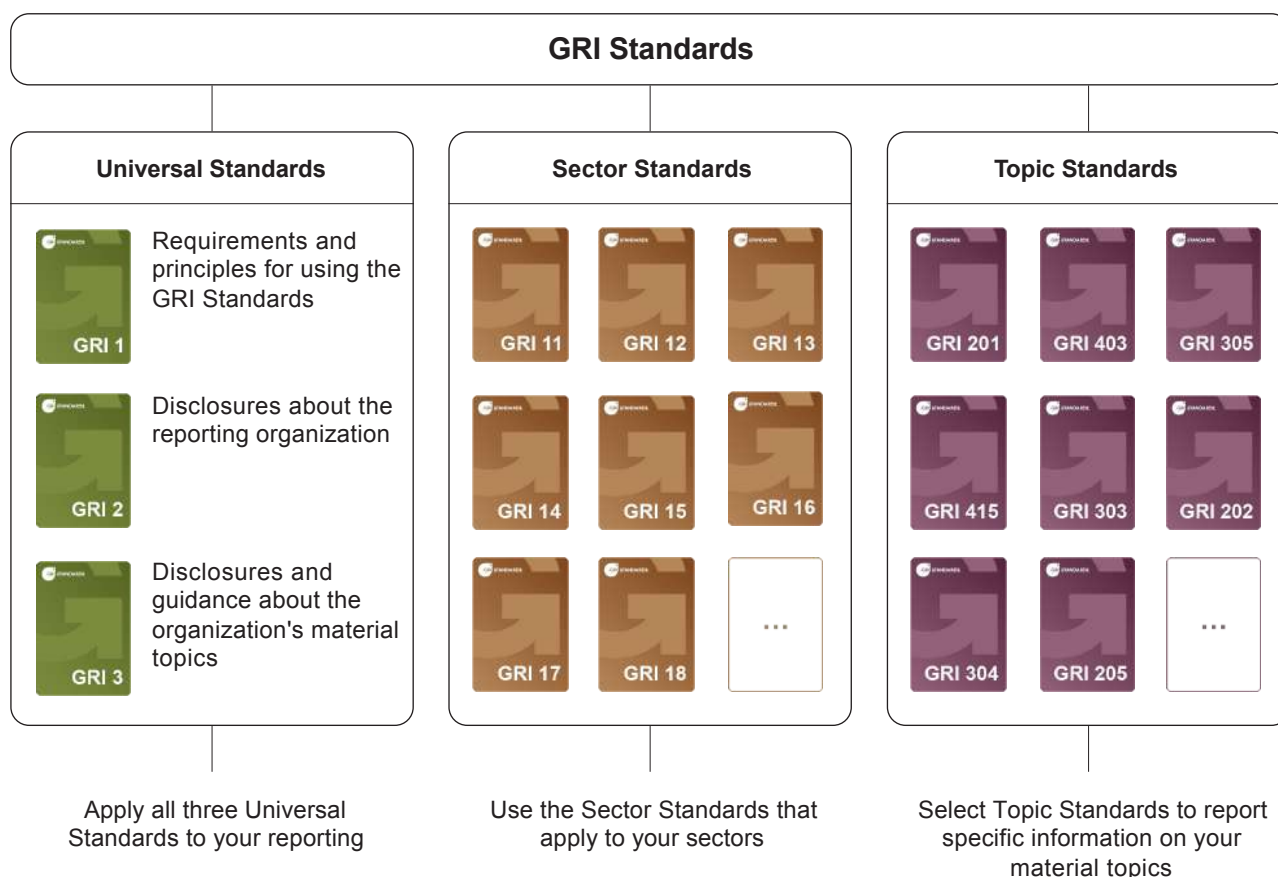 GRI Standards
Universal Standards
GRI 1
Requirements and
principles for using the
GRI Standards
GRI 2
Disclosures about the
reporting organization
GRI 3
Disclosures and
guidance about the
organization's material
topics
Apply all three Universal
Standards to your reporting
Sector Standards
GRI 11
GRI 12
GRI 13
GRI 14
GRI 15
GRI 16
GRI 17
GRI 18
...
Use the Sector Standards that
apply to your sectors
Topic Standards
GRI 201
GRI 403
GRI 305
GRI 415
GRI 303
GRI 202
GRI 304
GRI 205
...
Select Topic Standards to report
specific information on your
material topics